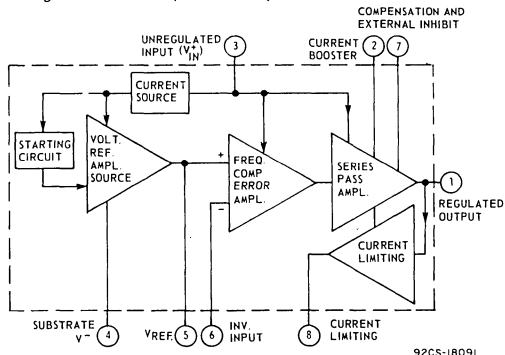 COMPENSATION AND
EXTERNAL INHIBIT
UNREGULATED
INPUT (V+IN)
3
CURRENT
BOOSTER
2
7
CURRENT
SOURCE
STARTING
CIRCUIT
VOLT.
REF.
AMPL.
SOURCE
+
-
FREQ.
COMP
ERROR
AMPL.
SERIES
PASS
AMPL.
1
REGULATED
OUTPUT
CURRENT
LIMITING
SUBSTRATE
V-
4
VREF.
5
6
INV.
INPUT
8
CURRENT
LIMITING
92CS-18091